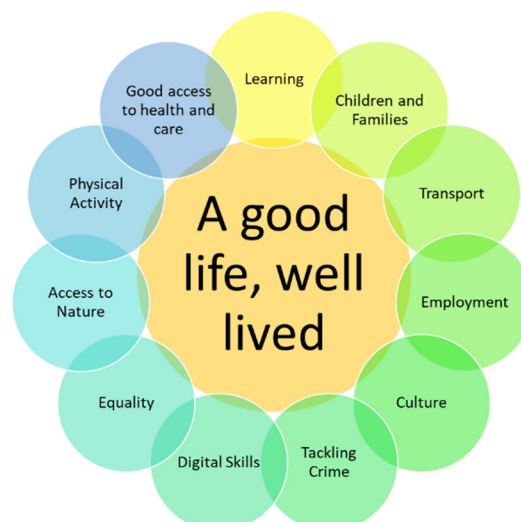 A good
life, well
lived
Learning
Children and
Families
Transport
Employment
Culture
Tackling
Crime
Digital Skills
Equality
Access to
Nature
Physical
Activity
Good access
to health and
care